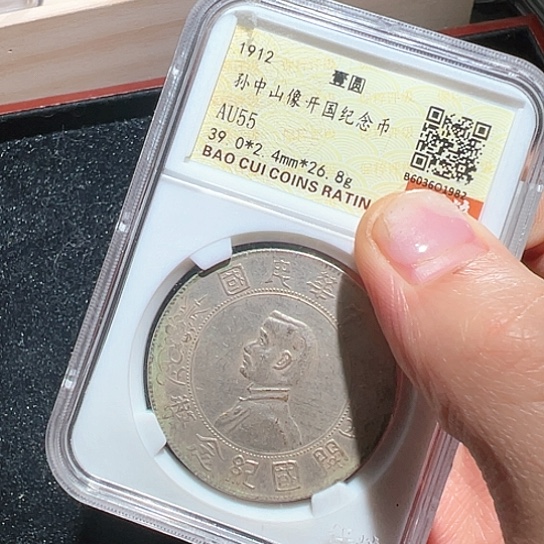 1912
壹圆
孙中山像开国纪念币
AU55
39.0*2.4mm*26.8g
BAO CUI COINS RATIN
B603601982
中華民國
開國紀念幣